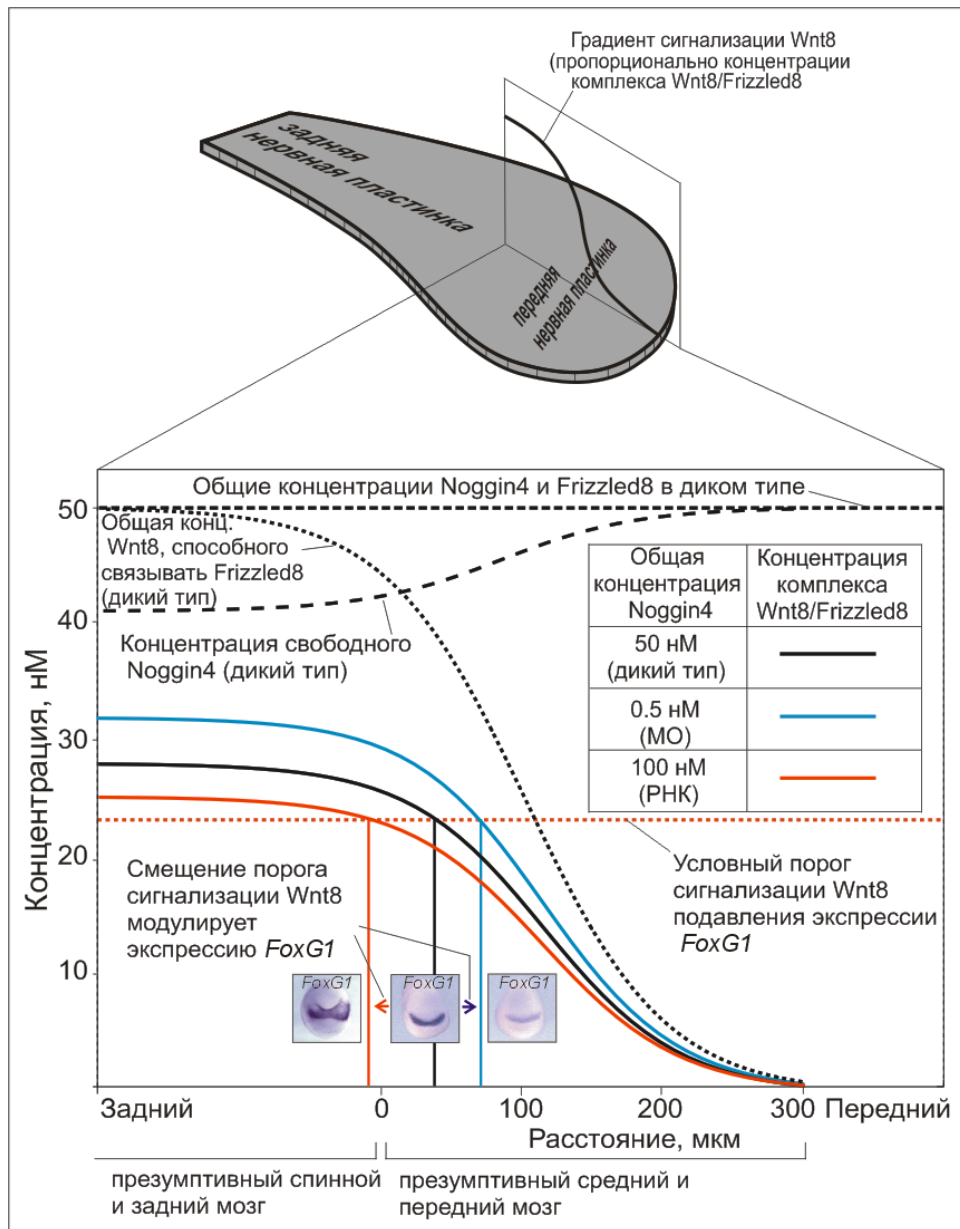 Градиент сигнализации Wnt8
(пропорционально концентрации
комплекса Wnt8/Frizzled8
задняя
нервная пластинка
передняя
нервная пластинка
Общие концентрации Noggin4 и Frizzled8 в диком типе
Общая конц.
Wnt8, способного
связывать Frizzled8
(дикий тип)
Концентрация свободного
Noggin4 (дикий тип)
Общая
концентрация
Noggin4
Концентрация
комплекса
Wnt8/Frizzled8
50 нМ
(дикий тип)
0.5 нМ
(МО)
100 нМ
(РНК)
Концентрация, нМ
50
40
30
20
10
Смещение порога
сигнализации Wnt8
модулирует
экспрессию FoxG1
Условный порог
сигнализации Wnt8
подавления экспрессии
FoxG1
FoxG1
FoxG1
FoxG1
Задний 0 100 200 300 Передний
Расстояние, мкм
презумптивный спинной
и задний мозг
презумптивный средний и
передний мозг